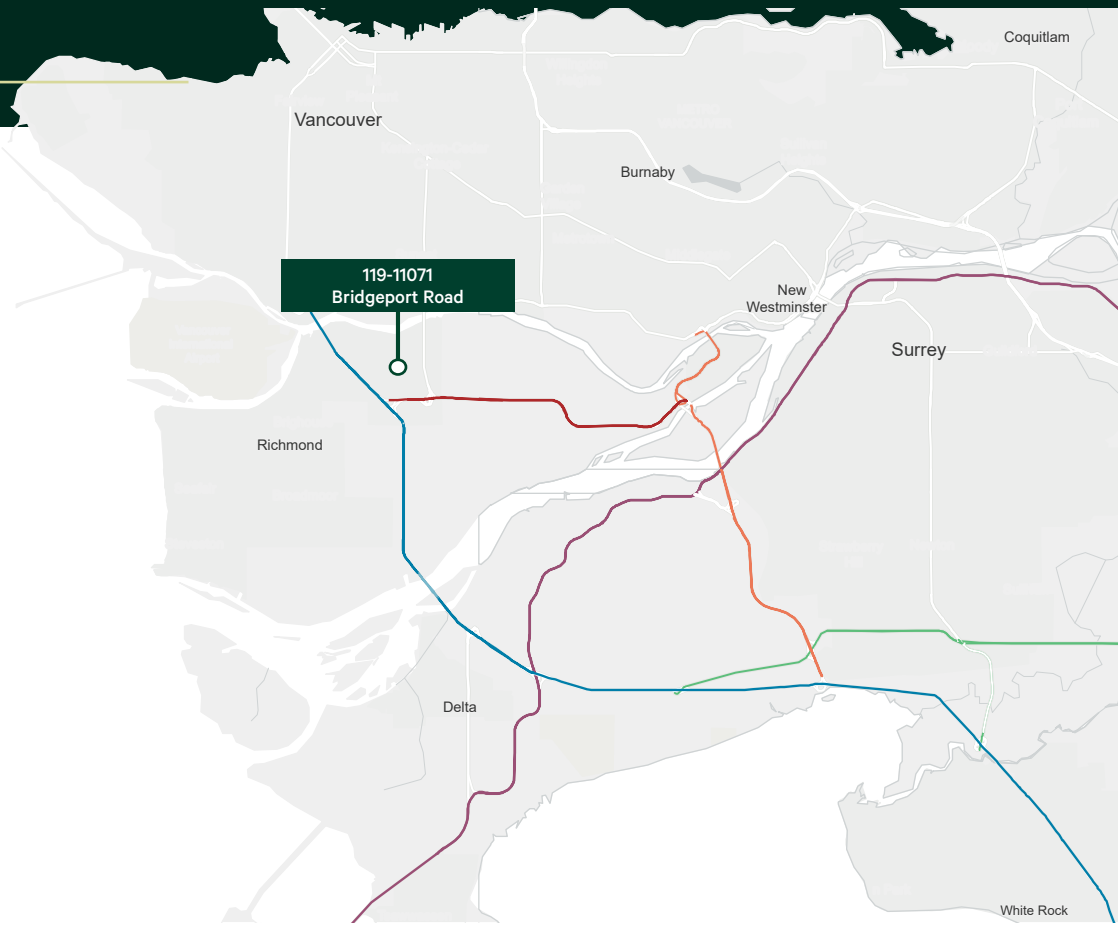 Coquitlam
Vancouver
Burnaby
119-11071
Bridgeport Road
New
Westminster
Surrey
Richmond
Delta
White Rock